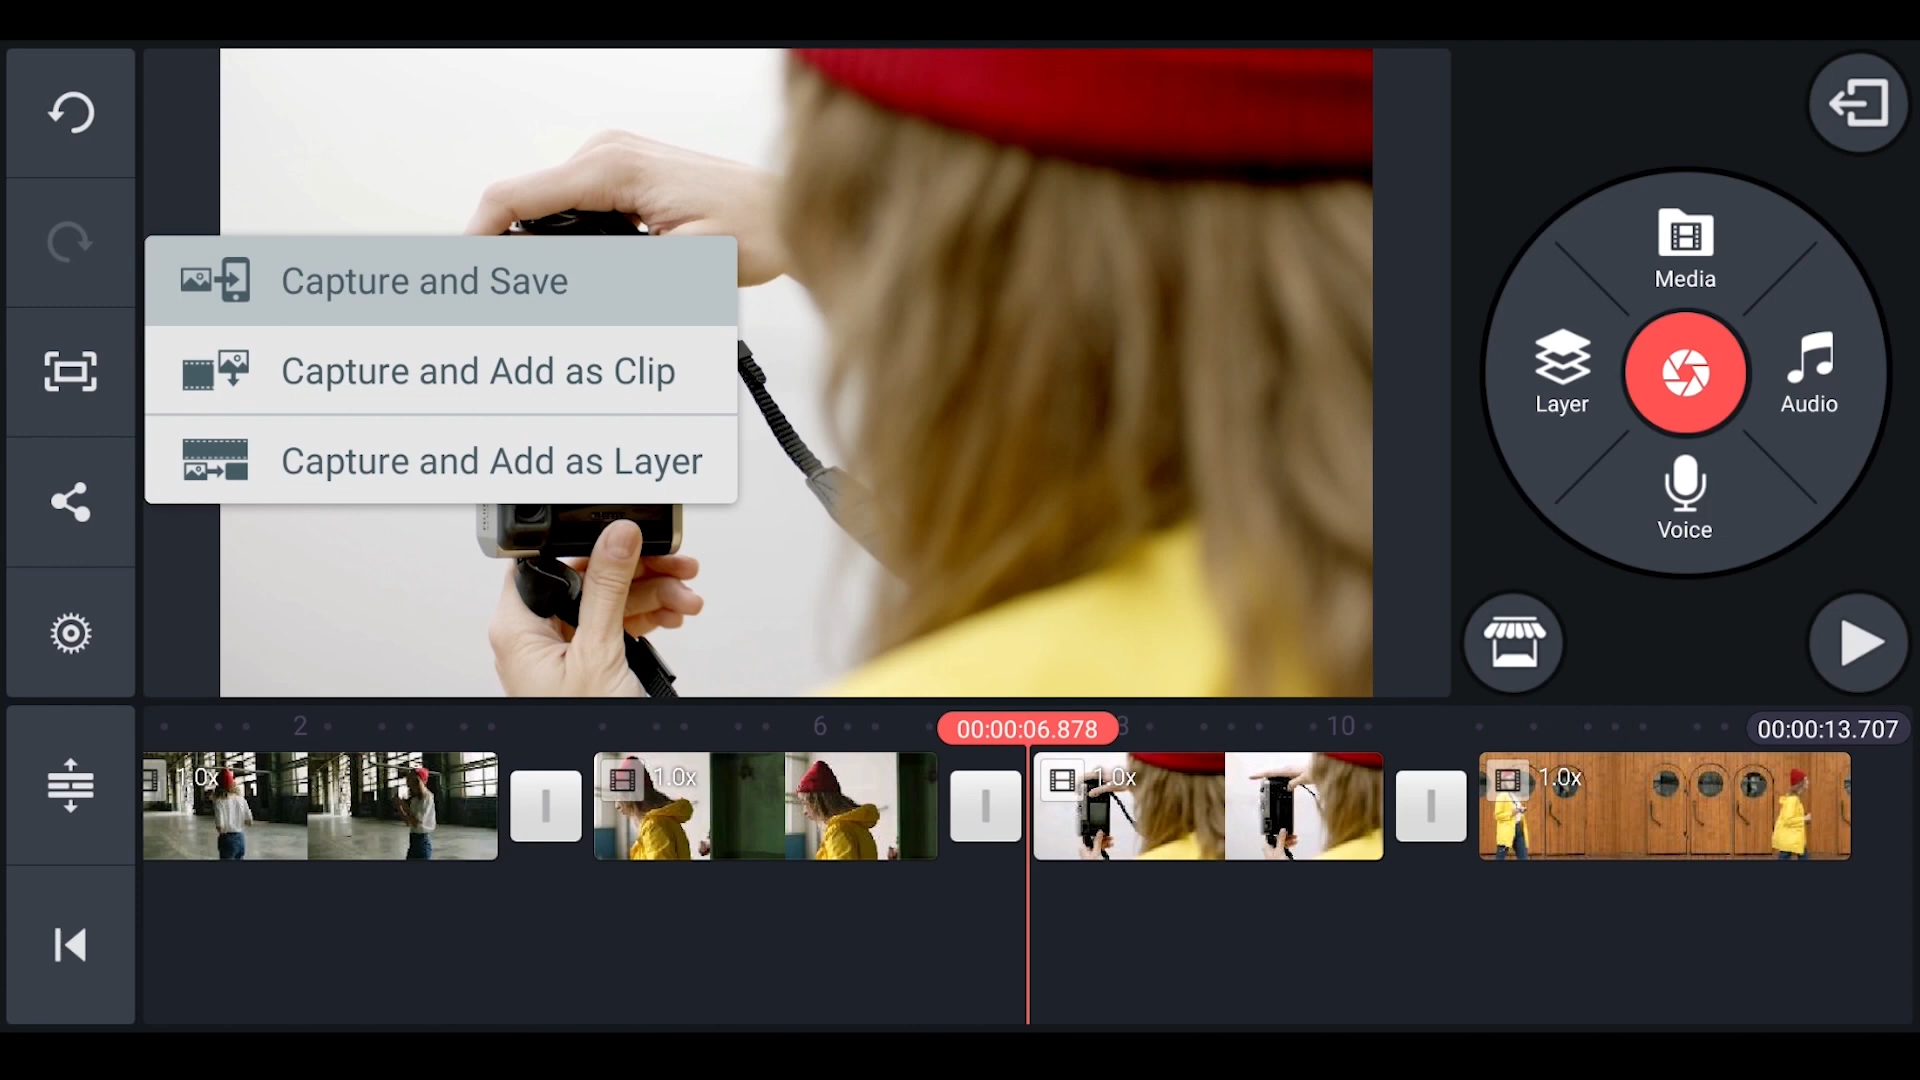 Capture and Save
Capture and Add as Clip
Capture and Add as Layer
Media
Layer
Audio
Voice
2
6
00:00:06.878
8
10
00:00:13.707
1.0x
1.0x
1.0x
1.0x